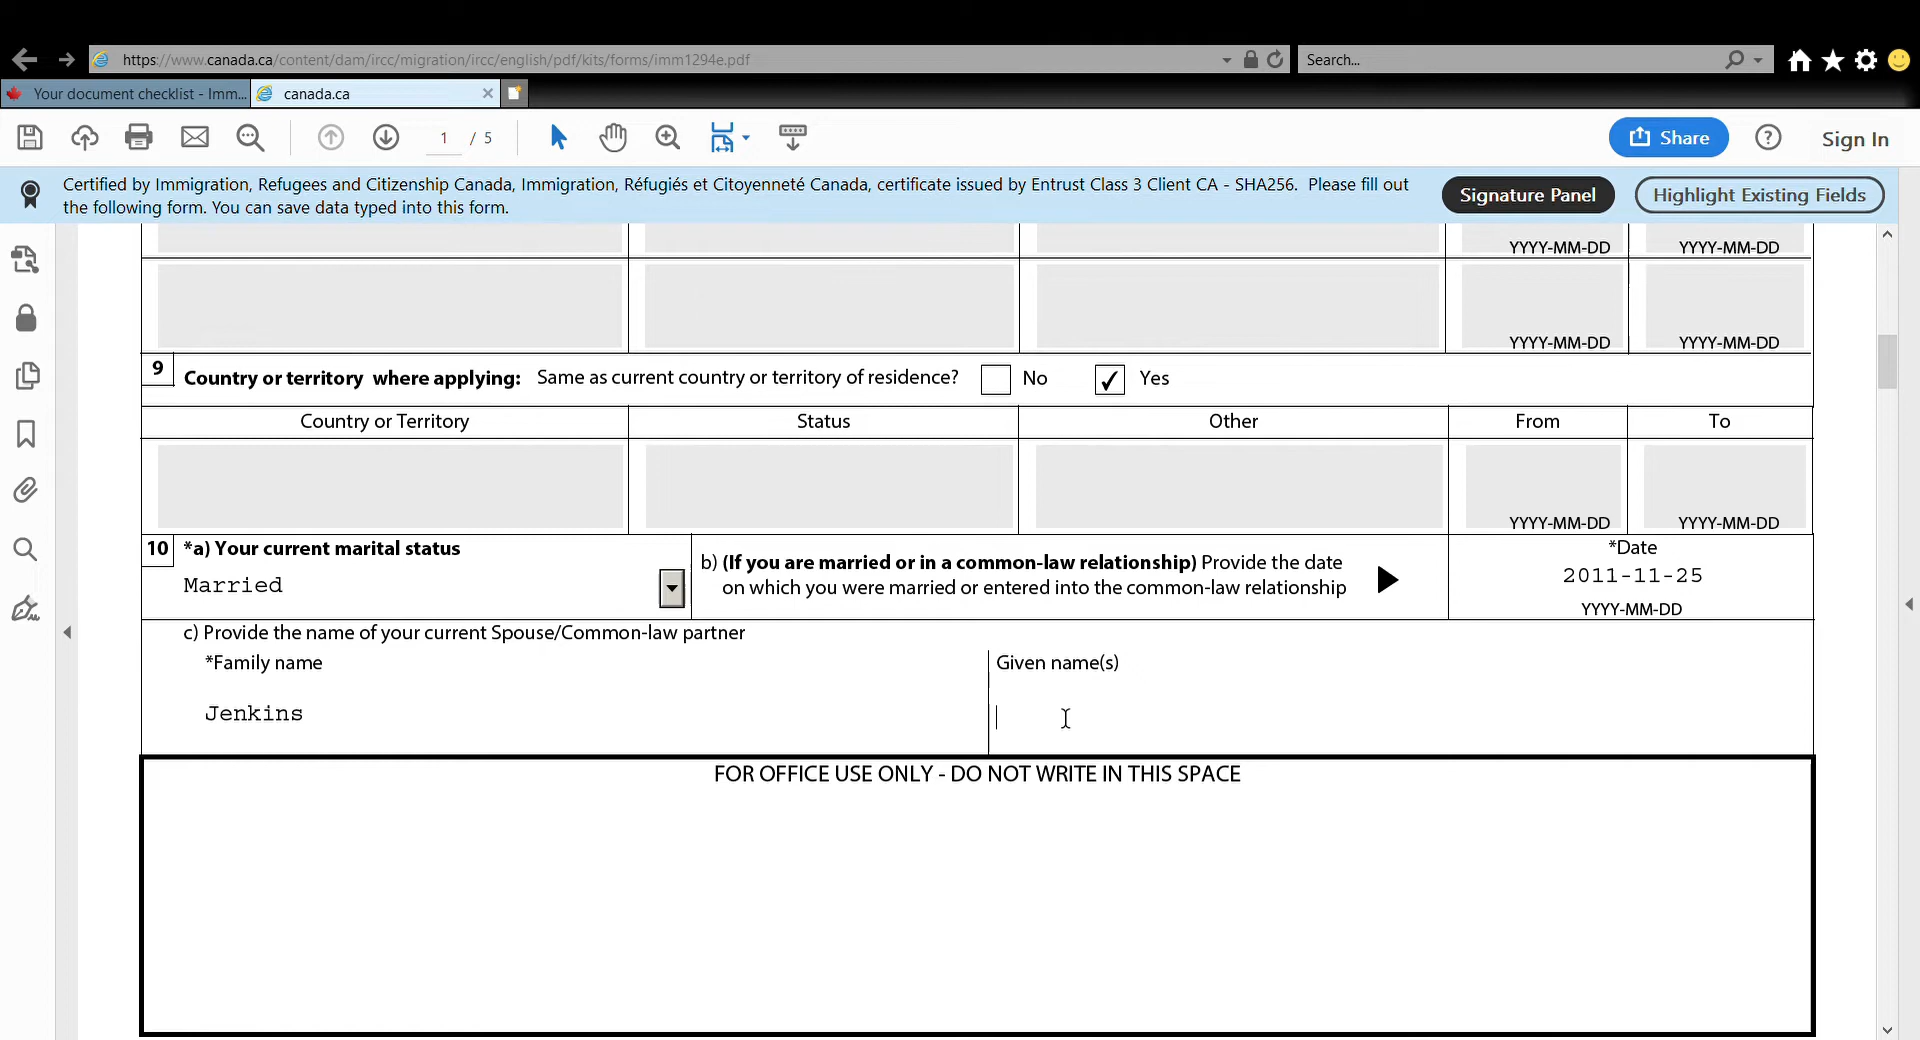 https://www.canada.ca/content/dam/ircc/migration/ircc/english/pdf/kits/forms/imm1294e.pdf
Search...
Your document checklist - Imm...
canada.ca
1 / 5
Share
Sign In
Certified by Immigration, Refugees and Citizenship Canada, Immigration, Réfugiés et Citoyenneté Canada, certificate issued by Entrust Class 3 Client CA - SHA256. Please fill out
the following form. You can save data typed into this form.
Signature Panel
Highlight Existing Fields
YYYY-MM-DD YYYY-MM-DD
YYYY-MM-DD YYYY-MM-DD
9 Country or territory where applying: Same as current country or territory of residence? No ✓ Yes
Country or Territory Status Other From To
YYYY-MM-DD YYYY-MM-DD
10 *a) Your current marital status
Married
b) (If you are married or in a common-law relationship) Provide the date
on which you were married or entered into the common-law relationship
*Date
2011-11-25
YYYY-MM-DD
c) Provide the name of your current Spouse/Common-law partner
*Family name
Given name(s)
Jenkins
FOR OFFICE USE ONLY - DO NOT WRITE IN THIS SPACE